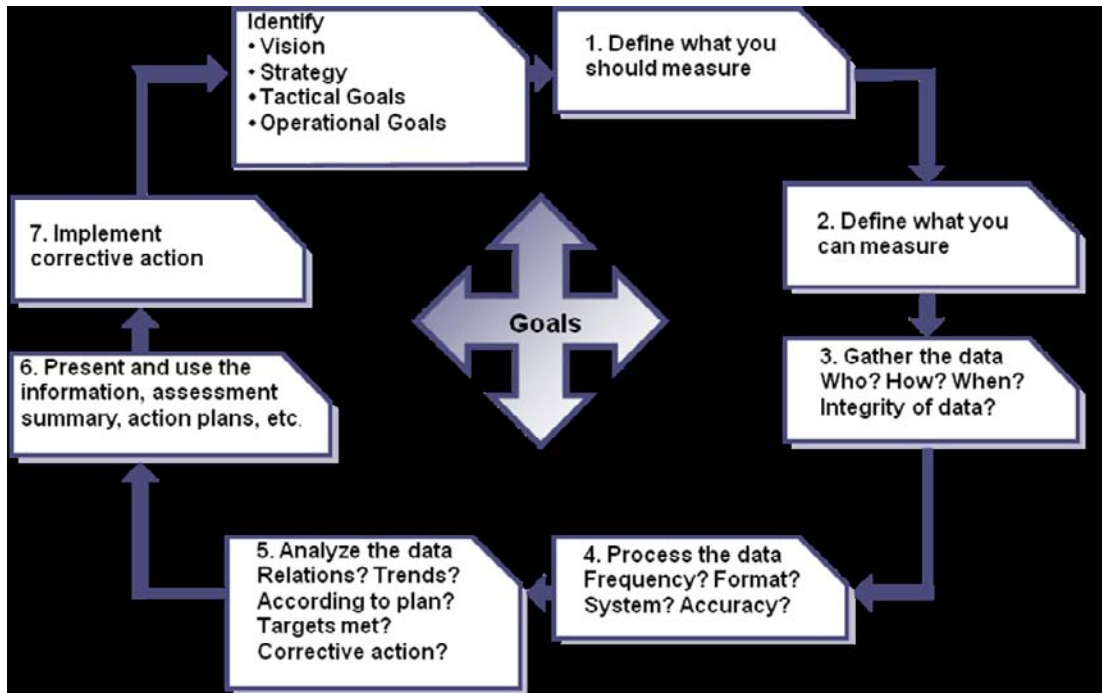 Identify
• Vision
• Strategy
• Tactical Goals
• Operational Goals
1. Define what you
should measure
2. Define what you
can measure
3. Gather the data
Who? How? When?
Integrity of data?
4. Process the data
Frequency? Format?
System? Accuracy?
5. Analyze the data
Relations? Trends?
According to plan?
Targets met?
Corrective action?
6. Present and use the
information, assessment
summary, action plans, etc.
7. Implement
corrective action
Goals